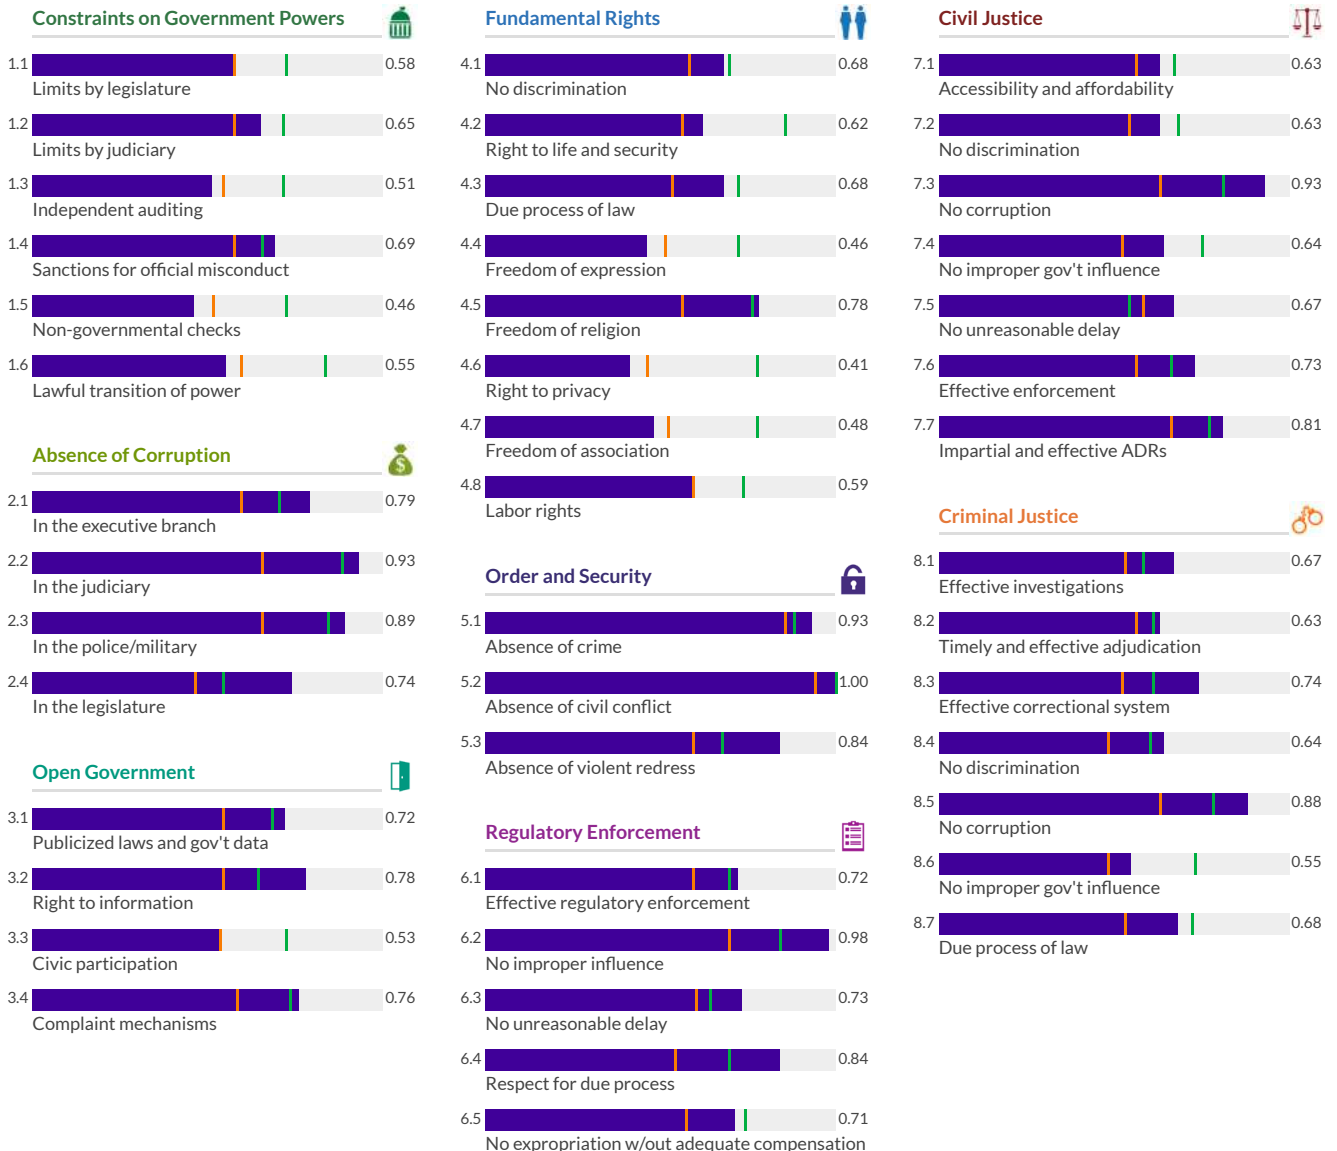 Constraints on Government Powers
1.1 0.58
Limits by legislature
1.2 0.65
Limits by judiciary
1.3 0.51
Independent auditing
1.4 0.69
Sanctions for official misconduct
1.5 0.46
Non-governmental checks
1.6 0.55
Lawful transition of power
Absence of Corruption
$
2.1 0.79
In the executive branch
2.2 0.93
In the judiciary
2.3 0.89
In the police/military
2.4 0.74
In the legislature
Open Government
3.1 0.72
Publicized laws and gov't data
3.2 0.78
Right to information
3.3 0.53
Civic participation
3.4 0.76
Complaint mechanisms
Fundamental Rights
4.1 0.68
No discrimination
4.2 0.62
Right to life and security
4.3 0.68
Due process of law
4.4 0.46
Freedom of expression
4.5 0.78
Freedom of religion
4.6 0.41
Right to privacy
4.7 0.48
Freedom of association
4.8 0.59
Labor rights
Order and Security
5.1 0.93
Absence of crime
5.2 1.00
Absence of civil conflict
5.3 0.84
Absence of violent redress
Regulatory Enforcement
6.1 0.72
Effective regulatory enforcement
6.2 0.98
No improper influence
6.3 0.73
No unreasonable delay
6.4 0.84
Respect for due process
6.5 0.71
No expropriation w/out adequate compensation
Civil Justice
7.1 0.63
Accessibility and affordability
7.2 0.63
No discrimination
7.3 0.93
No corruption
7.4 0.64
No improper gov't influence
7.5 0.67
No unreasonable delay
7.6 0.73
Effective enforcement
7.7 0.81
Impartial and effective ADRs
Criminal Justice
8.1 0.67
Effective investigations
8.2 0.63
Timely and effective adjudication
8.3 0.74
Effective correctional system
8.4 0.64
No discrimination
8.5 0.88
No corruption
8.6 0.55
No improper gov't influence
8.7 0.68
Due process of law